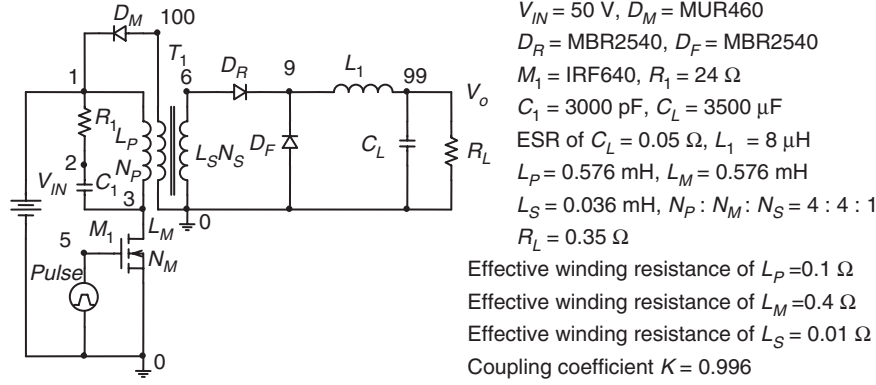 D_M
100
T_1
1
6
D_R
9
L_1
99
V_o
R_1
L_P
2
N_P
V_IN
C_1
3
L_S N_S
D_F
C_L
R_L
0
M_1
L_M
5
N_M
Pulse
0
V_IN = 50 V, D_M = MUR460
D_R = MBR2540, D_F = MBR2540
M_1 = IRF640, R_1 = 24 Ω
C_1 = 3000 pF, C_L = 3500 μF
ESR of C_L = 0.05 Ω, L_1 = 8 μH
L_P = 0.576 mH, L_M = 0.576 mH
L_S = 0.036 mH, N_P : N_M : N_S = 4 : 4 : 1
R_L = 0.35 Ω
Effective winding resistance of L_P =0.1 Ω
Effective winding resistance of L_M = 0.4 Ω
Effective winding resistance of L_S = 0.01 Ω
Coupling coefficient K = 0.996